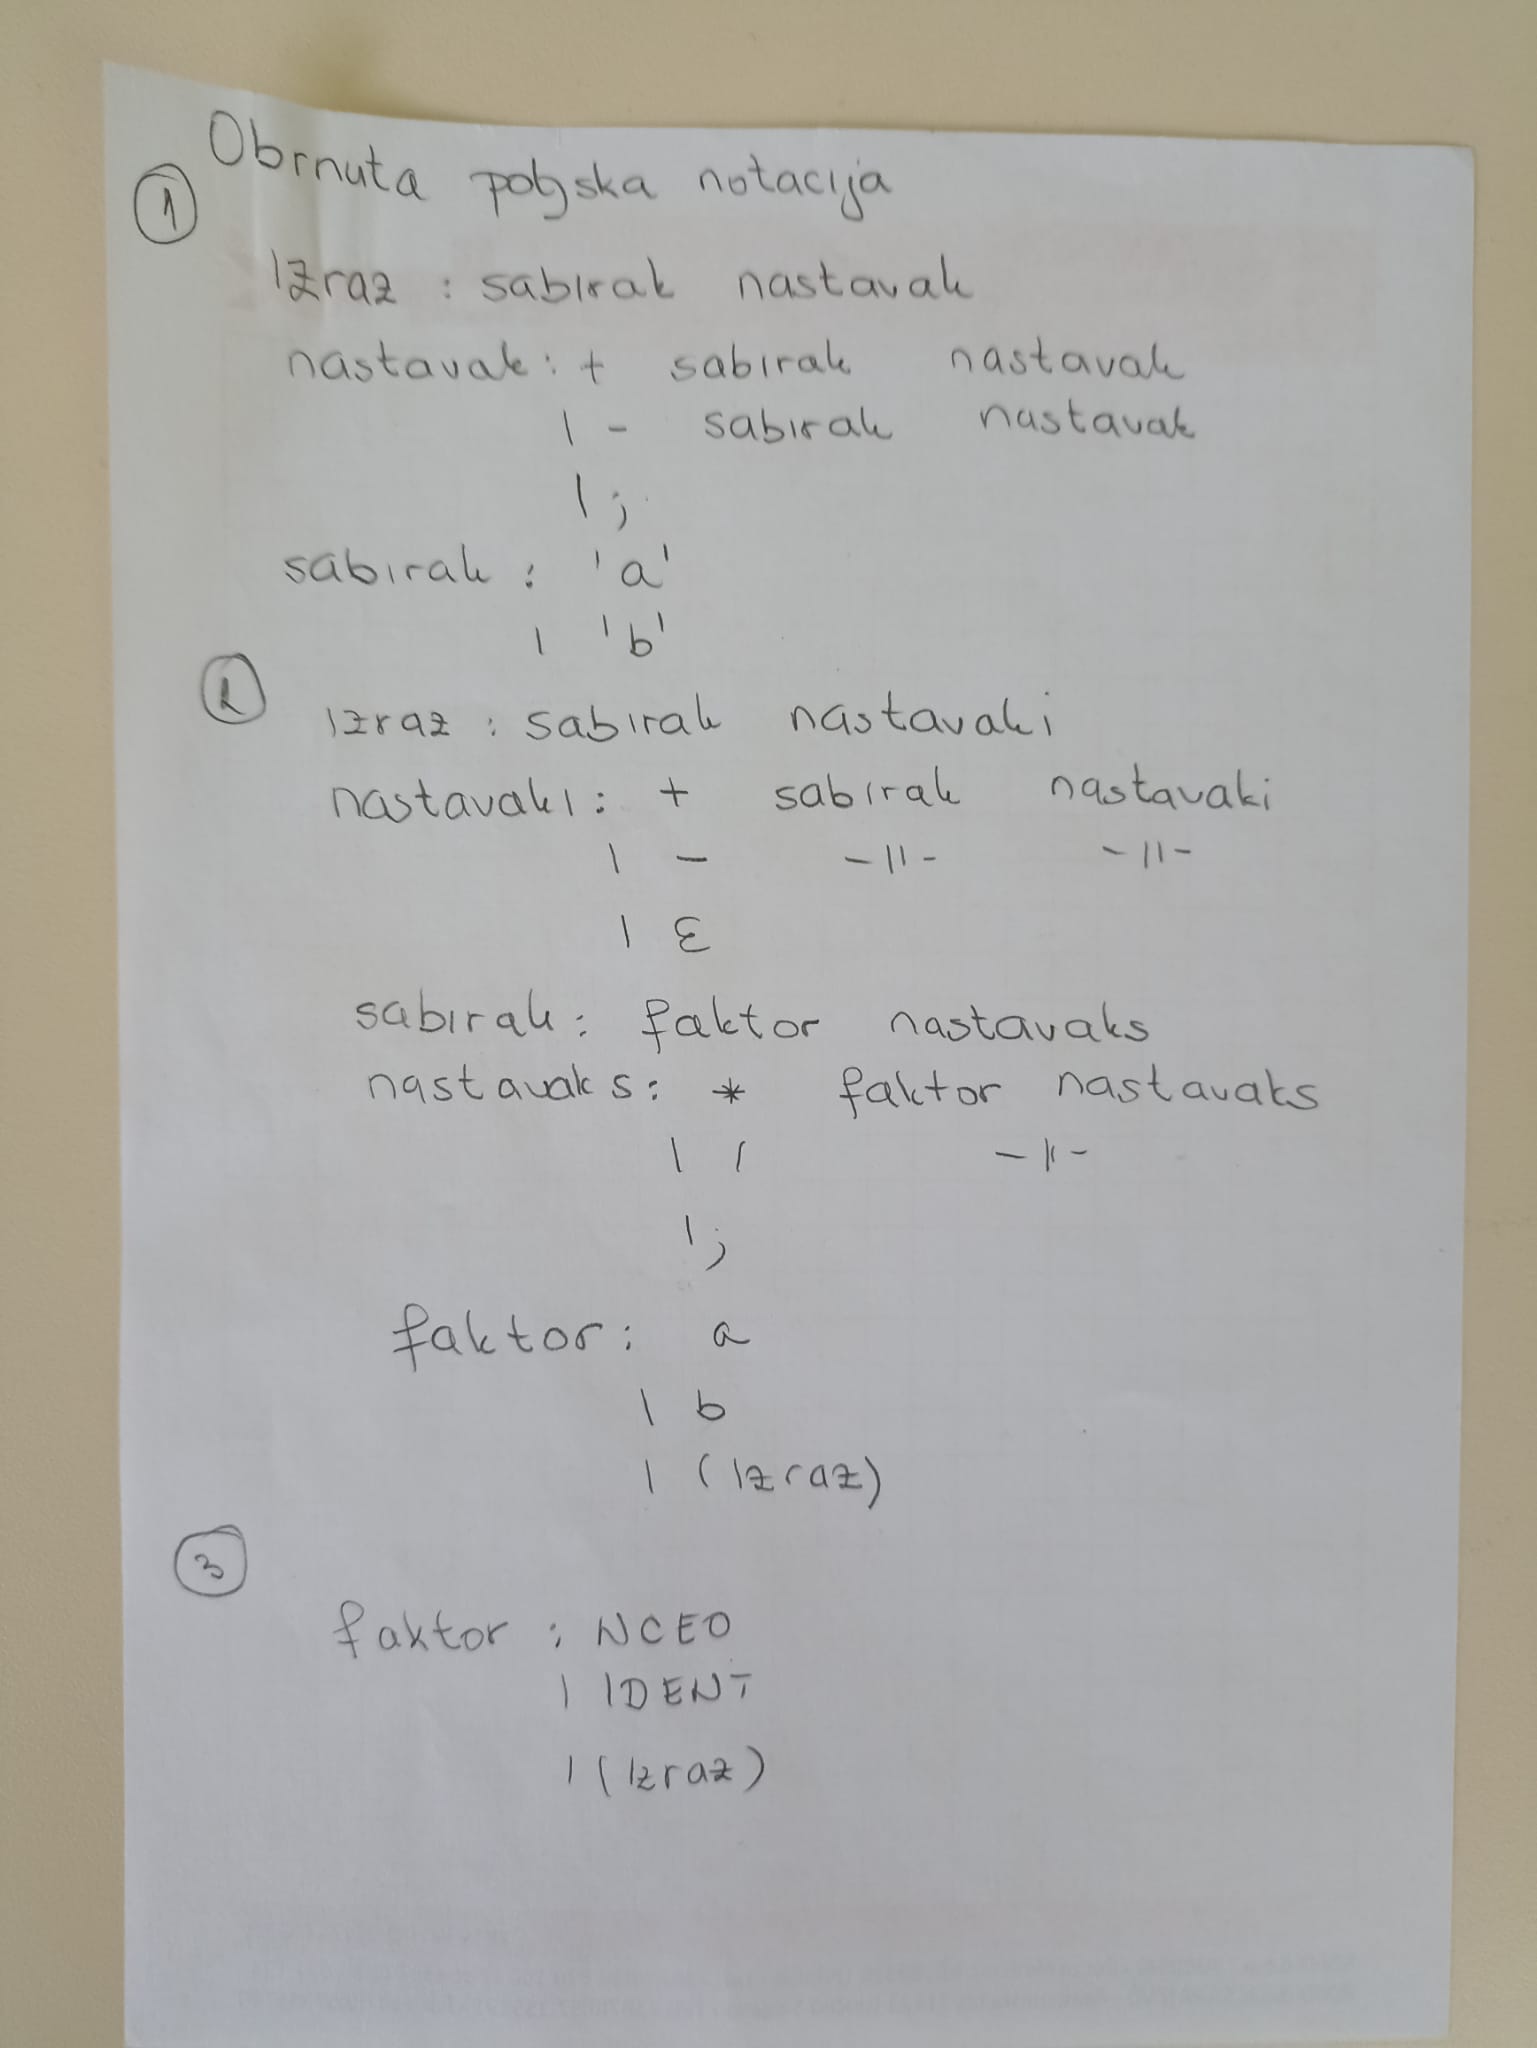 Obrnuta poljska notacija
1
Izraz : sabirak nastavak
nastavak : + sabirak nastavak
| - sabirak nastavak
| ;
sabirak : 'a'
| 'b'
2
izraz : sabirak nastavaki
nastavaki : + sabirak nastavaki
| - -||- -||-
| ε
sabirak : faktor nastavaks
nastavaks : * faktor nastavaks
| / -||-
| ;
faktor : a
| b
| (Izraz)
3
faktor : NCEO
| IDENT
| (Izraz)